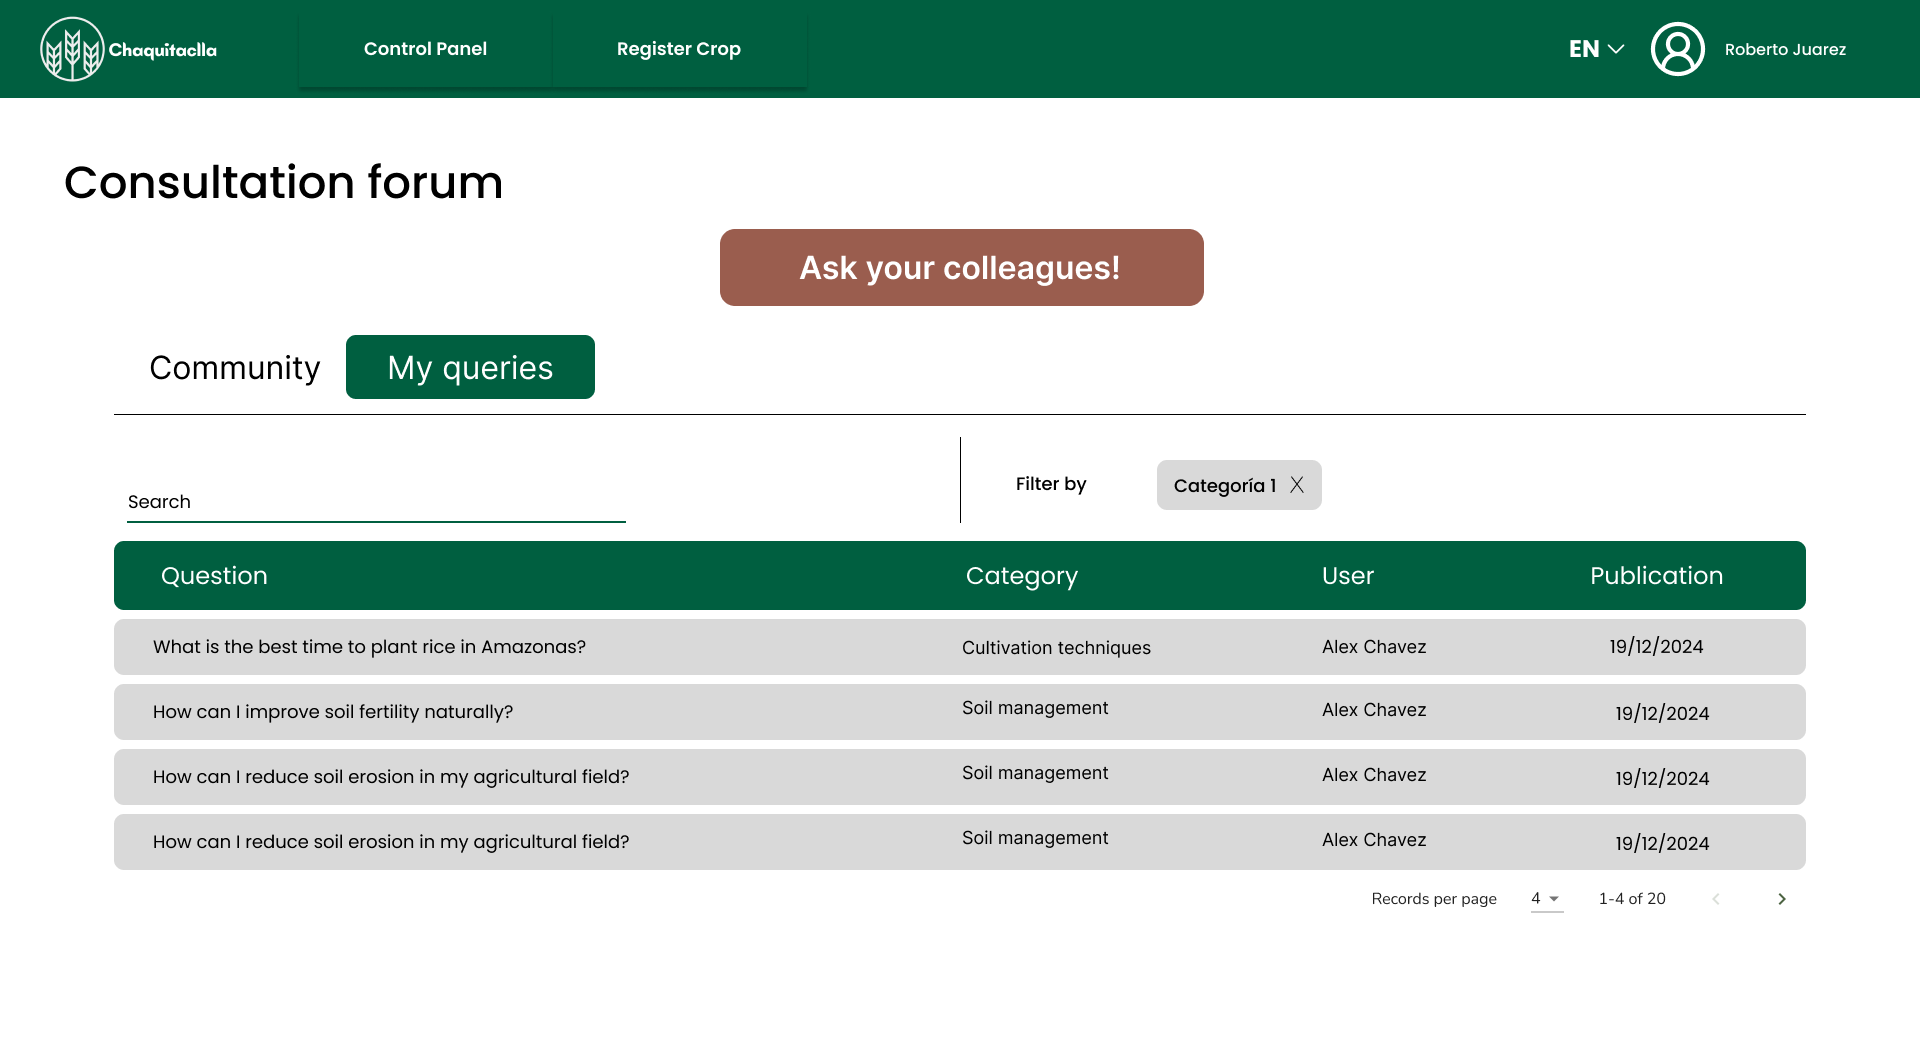 Chaquitaclla
Control Panel
Register Crop
EN
Roberto Juarez
Consultation forum
Ask your colleagues!
Community
My queries
Search
Filter by
Categoría 1 X
Question Category User Publication
What is the best time to plant rice in Amazonas? Cultivation techniques Alex Chavez 19/12/2024
How can I improve soil fertility naturally? Soil management Alex Chavez 19/12/2024
How can I reduce soil erosion in my agricultural field? Soil management Alex Chavez 19/12/2024
How can I reduce soil erosion in my agricultural field? Soil management Alex Chavez 19/12/2024
Records per page 4 1-4 of 20